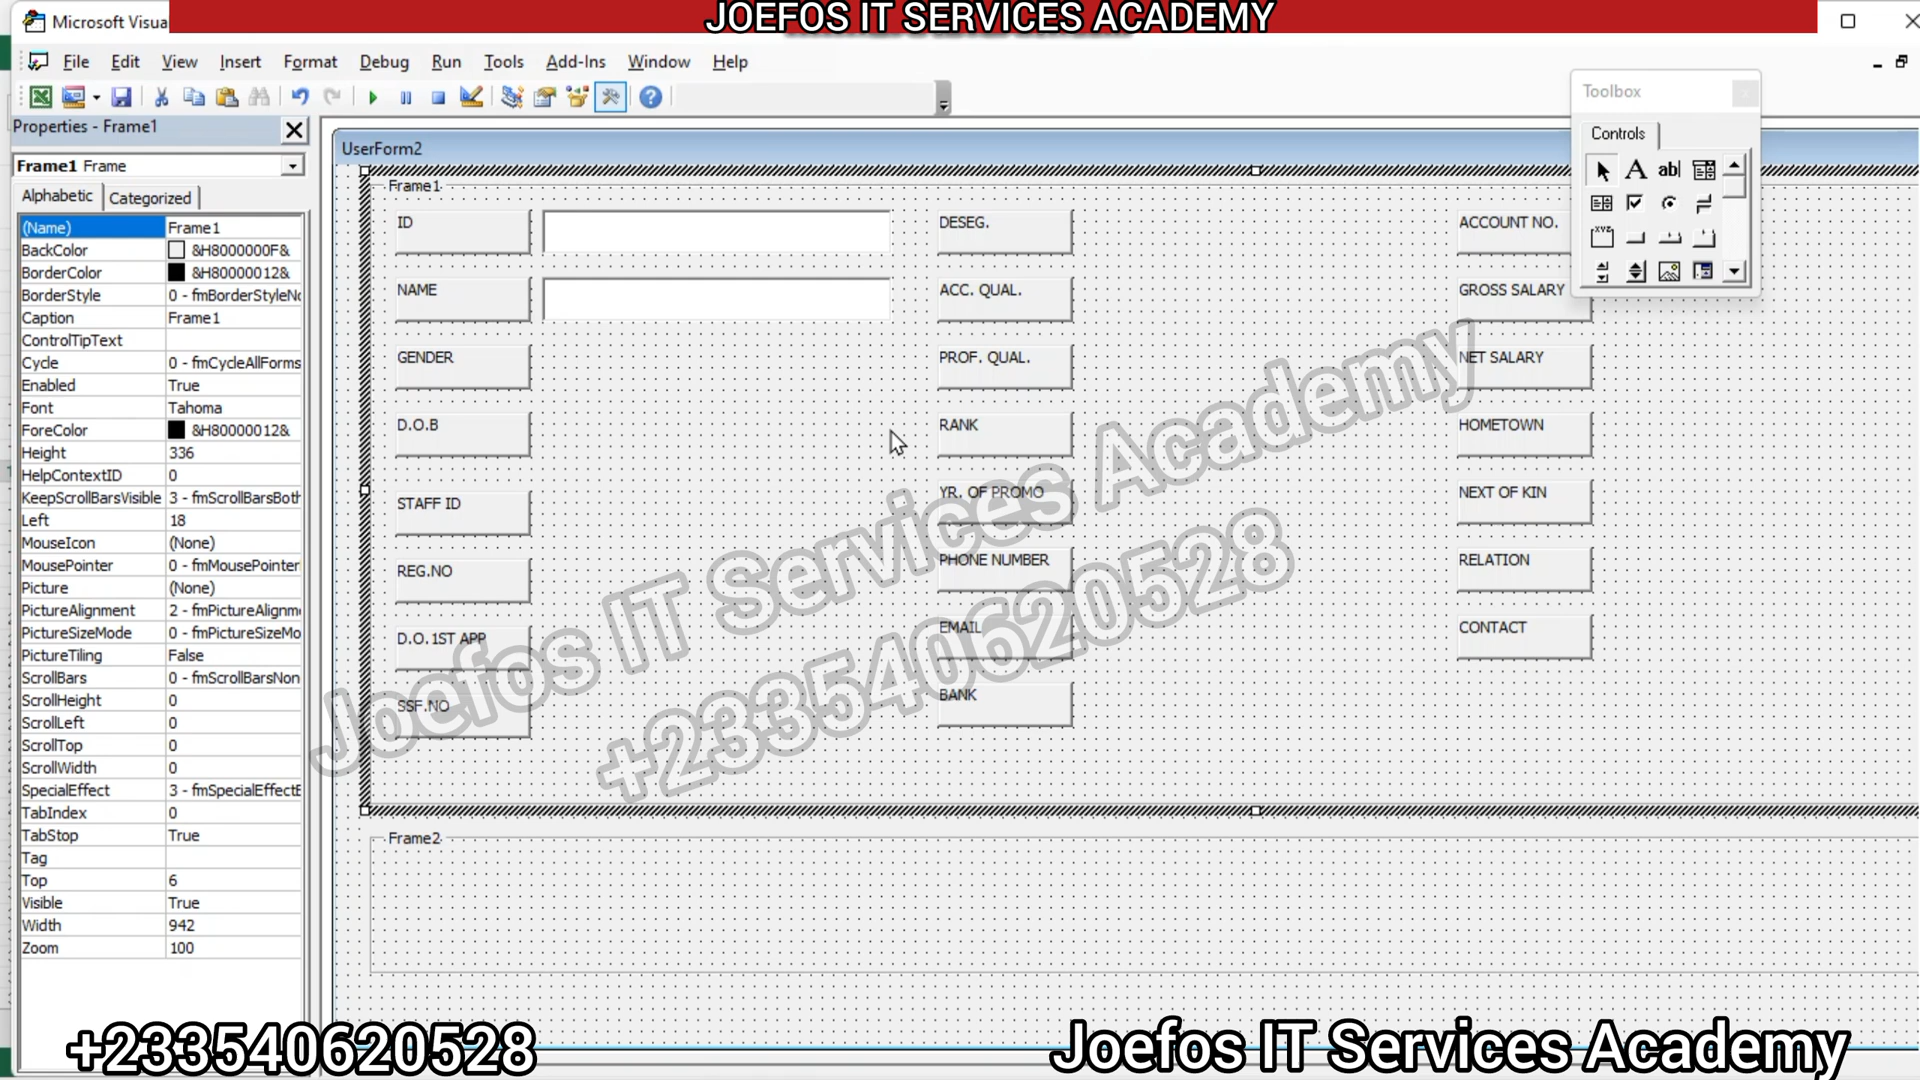 JOEFOS IT SERVICES ACADEMY
Microsoft Visua
File Edit View Insert Format Debug Run Tools Add-Ins Window Help
Properties - Frame1
Frame1 Frame
Alphabetic Categorized
(Name) Frame1
BackColor &H8000000F&
BorderColor &H80000012&
BorderStyle 0 - fmBorderStyleNo
Caption Frame1
ControlTipText
Cycle 0 - fmCycleAllForms
Enabled True
Font Tahoma
ForeColor &H80000012&
Height 336
HelpContextID 0
KeepScrollBarsVisible 3 - fmScrollBarsBoth
Left 18
MouseIcon (None)
MousePointer 0 - fmMousePointer
Picture (None)
PictureAlignment 2 - fmPictureAlignm
PictureSizeMode 0 - fmPictureSizeMo
PictureTiling False
ScrollBars 0 - fmScrollBarsNon
ScrollHeight 0
ScrollLeft 0
ScrollTop 0
ScrollWidth 0
SpecialEffect 3 - fmSpecialEffectE
TabIndex 0
TabStop True
Tag
Top 6
Visible True
Width 942
Zoom 100
UserForm2
Frame1
ID
NAME
GENDER
D.O.B
STAFF ID
REG.NO
D.O.1ST APP
SSF.NO
DESEG.
ACC. QUAL.
PROF. QUAL.
RANK
YR. OF PROMO
PHONE NUMBER
EMAIL
BANK
ACCOUNT NO.
GROSS SALARY
NET SALARY
HOMETOWN
NEXT OF KIN
RELATION
CONTACT
Frame2
Toolbox
Controls
A ab|
xyz
Joefos IT Services Academy
+233540620528
+233540620528
Joefos IT Services Academy